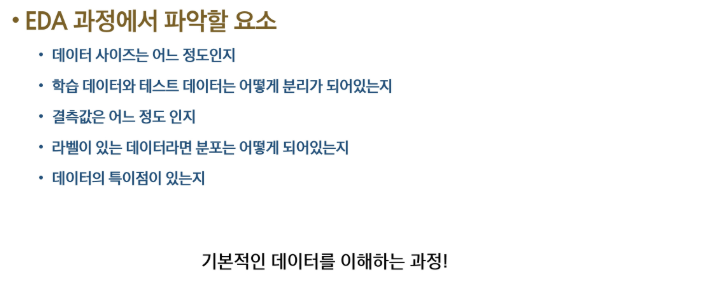 • EDA 과정에서 파악할 요소
• 데이터 사이즈는 어느 정도인지
• 학습 데이터와 테스트 데이터는 어떻게 분리가 되어있는지
• 결측값은 어느 정도 인지
• 라벨이 있는 데이터라면 분포는 어떻게 되어있는지
• 데이터의 특이점이 있는지
기본적인 데이터를 이해하는 과정!